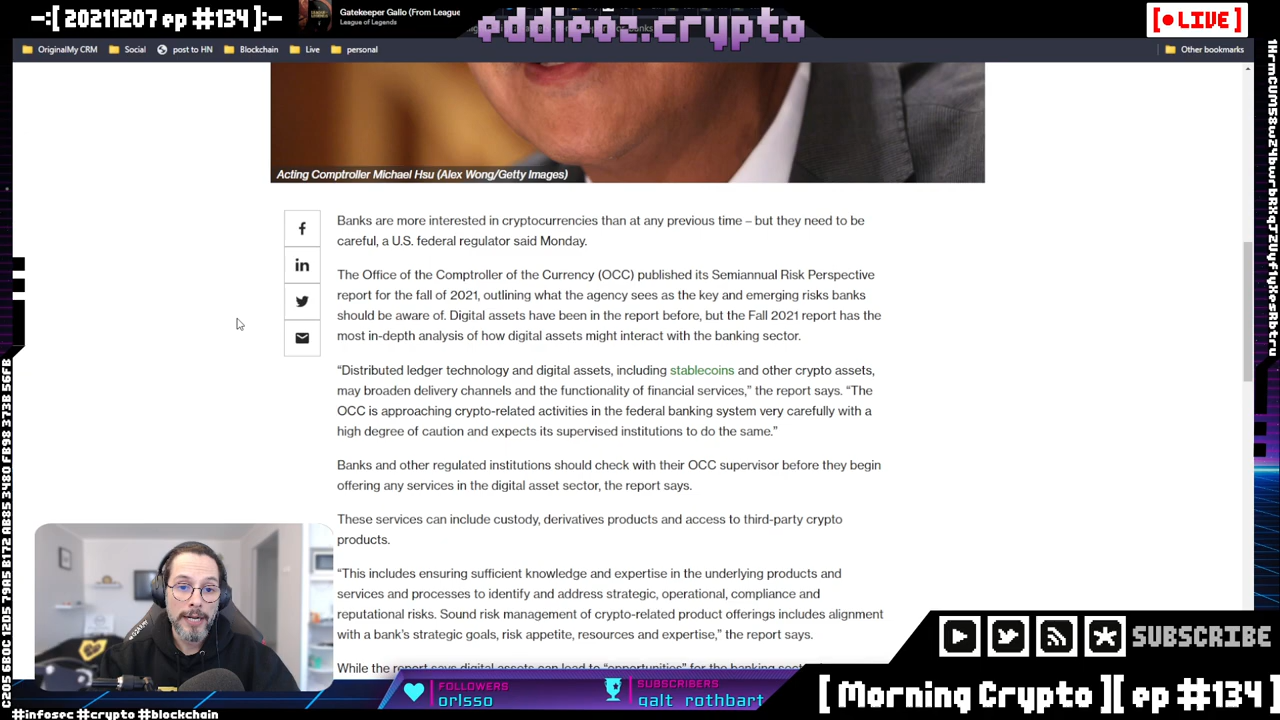 -:[ 20211207 ep #134 ]:-
Gatekeeper Gallo (From League
League of Legends
eddieoz.crypto
[•LIVE]
OriginalMy CRM
Social
post to HN
Blockchain
Live
personal
Other bookmarks
Acting Comptroller Michael Hsu (Alex Wong/Getty Images)
Banks are more interested in cryptocurrencies than at any previous time – but they need to be
careful, a U.S. federal regulator said Monday.
The Office of the Comptroller of the Currency (OCC) published its Semiannual Risk Perspective
report for the fall of 2021, outlining what the agency sees as the key and emerging risks banks
should be aware of. Digital assets have been in the report before, but the Fall 2021 report has the
most in-depth analysis of how digital assets might interact with the banking sector.
“Distributed ledger technology and digital assets, including stablecoins and other crypto assets,
may broaden delivery channels and the functionality of financial services,” the report says. “The
OCC is approaching crypto-related activities in the federal banking system very carefully with a
high degree of caution and expects its supervised institutions to do the same.”
Banks and other regulated institutions should check with their OCC supervisor before they begin
offering any services in the digital asset sector, the report says.
These services can include custody, derivatives products and access to third-party crypto
products.
“This includes ensuring sufficient knowledge and expertise in the underlying products and
services and processes to identify and address strategic, operational, compliance and
reputational risks. Sound risk management of crypto-related product offerings includes alignment
with a bank’s strategic goals, risk appetite, resources and expertise,” the report says.
While the report says digital assets can lead to “opportunities” for the banking
SUBSCRIBE
FOLLOWERS
orlsso
SUBSCRIBERS
galt_rothbart
[ Morning Crypto ][ ep #134 ]
#infosec #crypto #blockchain